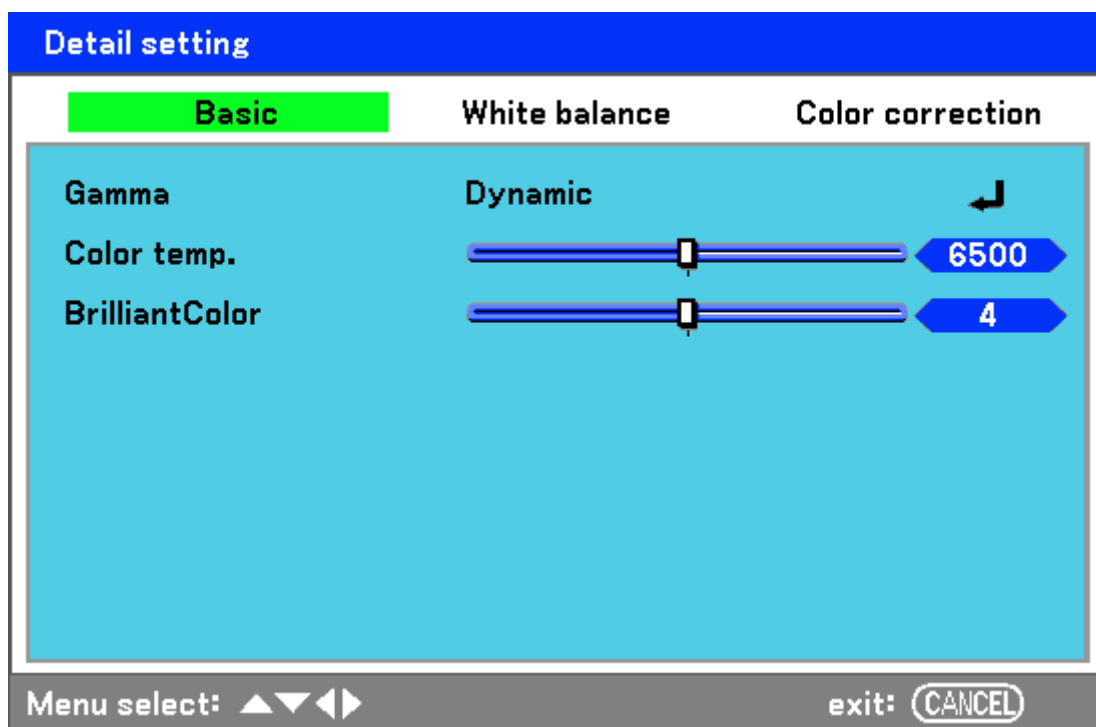 Detail setting
Basic White balance Color correction
Gamma Dynamic
Color temp. 6500
BrilliantColor 4
Menu select: exit: CANCEL